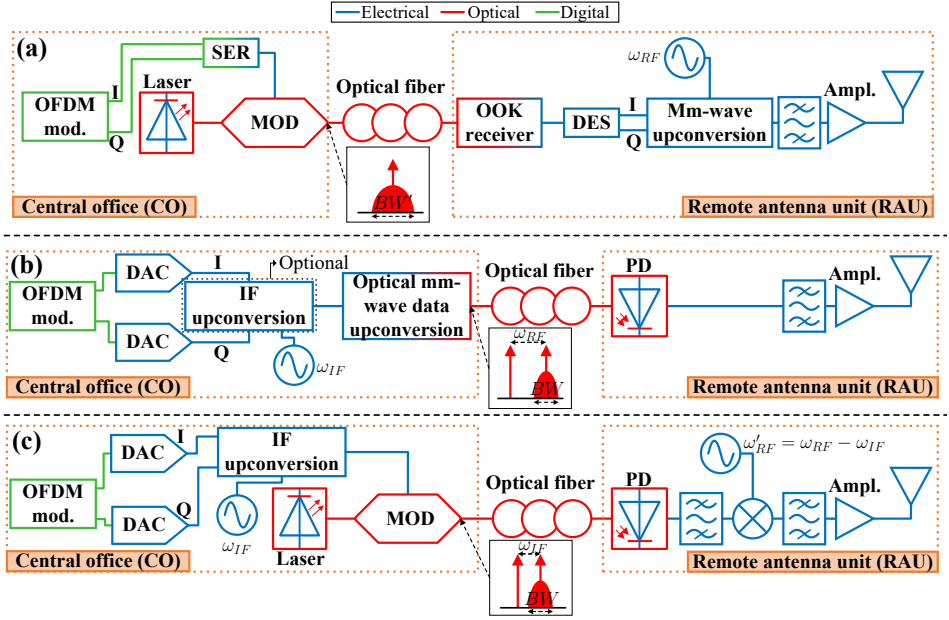 Electrical Optical Digital
(a)
SER
ω_RF
Laser
Optical fiber
Ampl.
OFDM
mod.
I
Q
MOD
OOK
receiver
DES
I
Q
Mm-wave
upconversion
BW'
Central office (CO)
Remote antenna unit (RAU)
(b)
DAC
I
Optional
Optical fiber
PD
Ampl.
OFDM
mod.
IF
upconversion
Optical mm-
wave data
upconversion
DAC
Q
ω_IF
ω_RF
BW
Central office (CO)
Remote antenna unit (RAU)
(c)
DAC
I
IF
upconversion
ω'_RF = ω_RF − ω_IF
Optical fiber
PD
Ampl.
OFDM
mod.
DAC
Q
ω_IF
Laser
MOD
ω_IF
BW
Central office (CO)
Remote antenna unit (RAU)